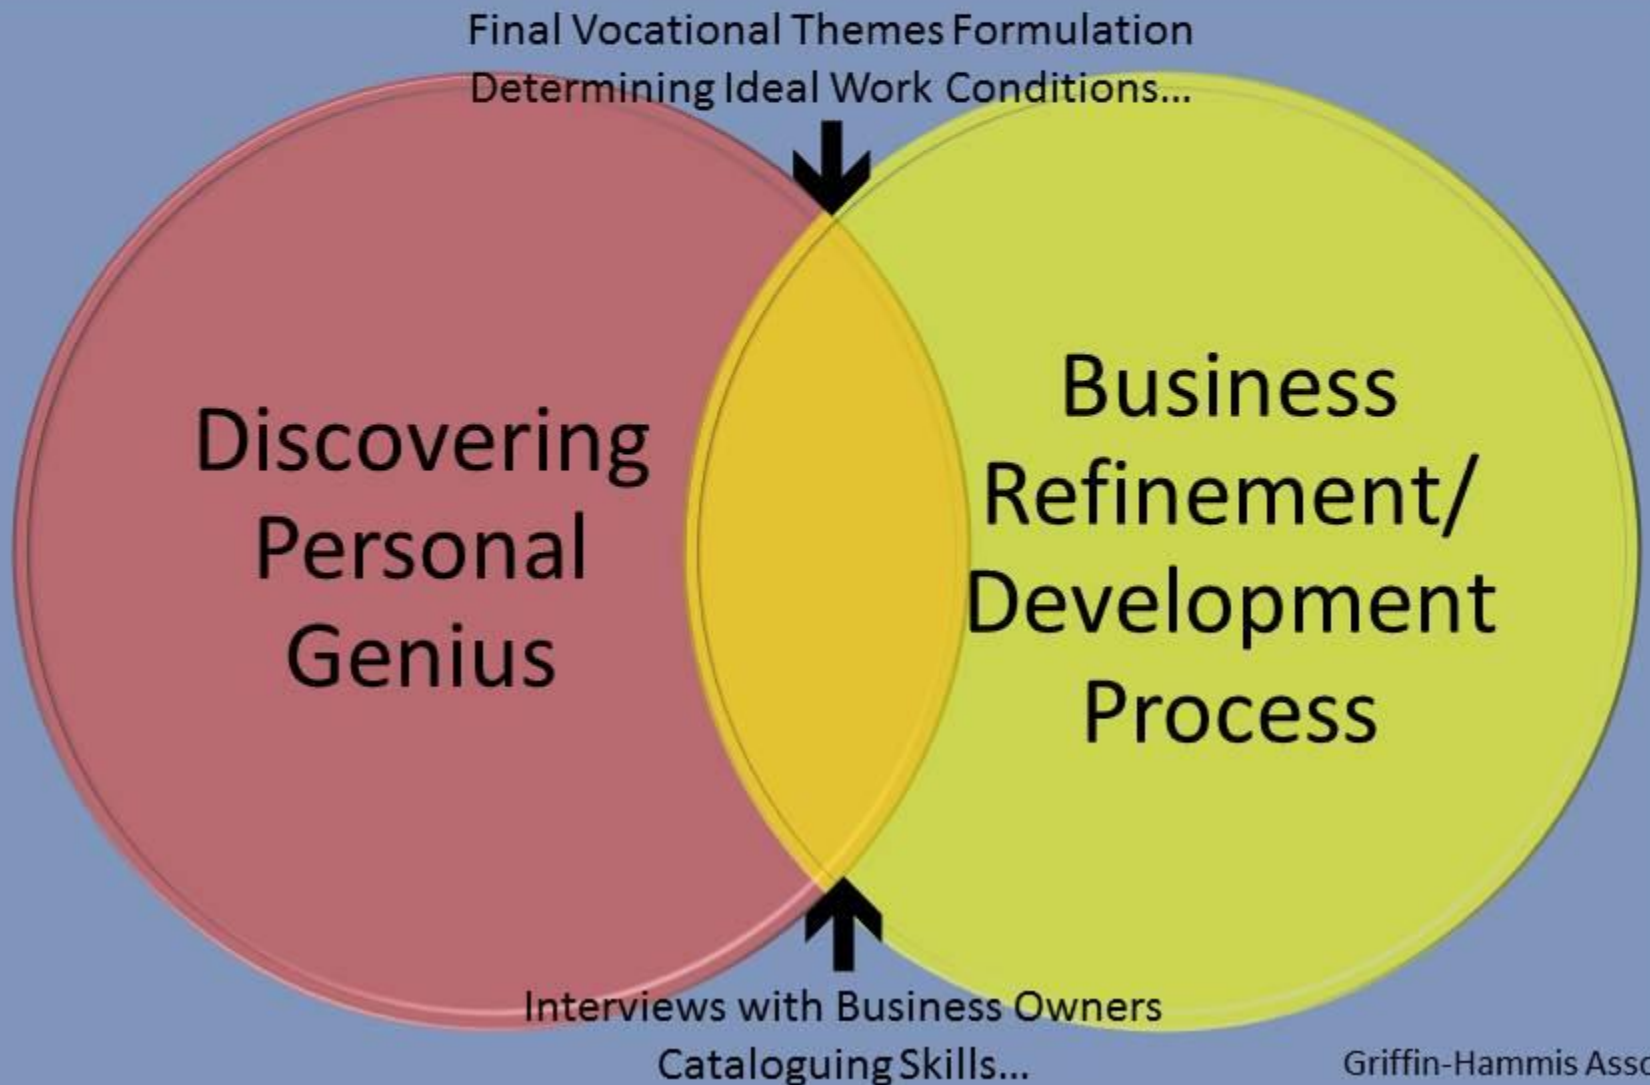 Final Vocational Themes Formulation
Determining Ideal Work Conditions...
Discovering
Personal
Genius
Business
Refinement/
Development
Process
Interviews with Business Owners
Cataloguing Skills...
Griffin-Hammis